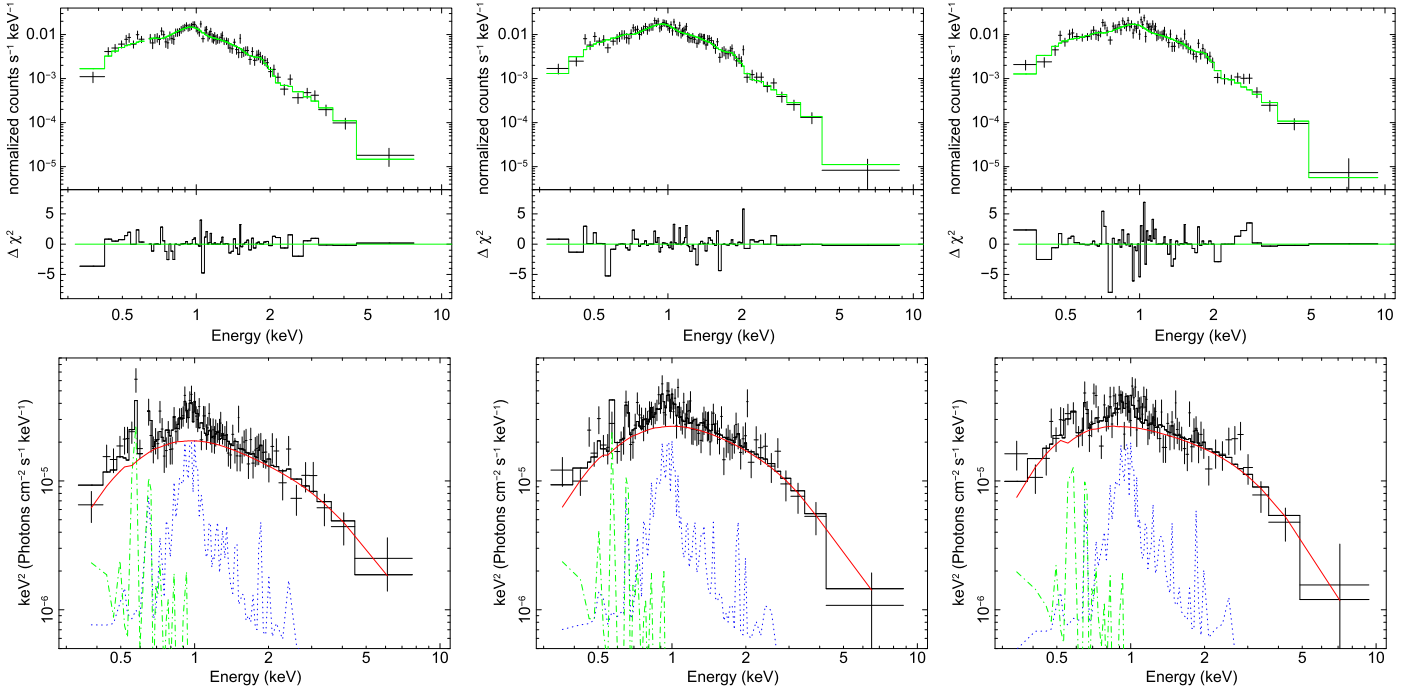 normalized counts s⁻¹ keV⁻¹
0.01
10⁻³
10⁻⁴
10⁻⁵
Δ χ²
5
0
−5
0.5 1 2 5 10
Energy (keV)
normalized counts s⁻¹ keV⁻¹
0.01
10⁻³
10⁻⁴
10⁻⁵
Δ χ²
5
0
−5
0.5 1 2 5 10
Energy (keV)
normalized counts s⁻¹ keV⁻¹
0.01
10⁻³
10⁻⁴
10⁻⁵
Δ χ²
5
0
−5
0.5 1 2 5 10
Energy (keV)
keV² (Photons cm⁻² s⁻¹ keV⁻¹)
10⁻⁵
10⁻⁶
0.5 1 2 5 10
Energy (keV)
keV² (Photons cm⁻² s⁻¹ keV⁻¹)
10⁻⁵
10⁻⁶
0.5 1 2 5 10
Energy (keV)
keV² (Photons cm⁻² s⁻¹ keV⁻¹)
10⁻⁵
10⁻⁶
0.5 1 2 5 10
Energy (keV)